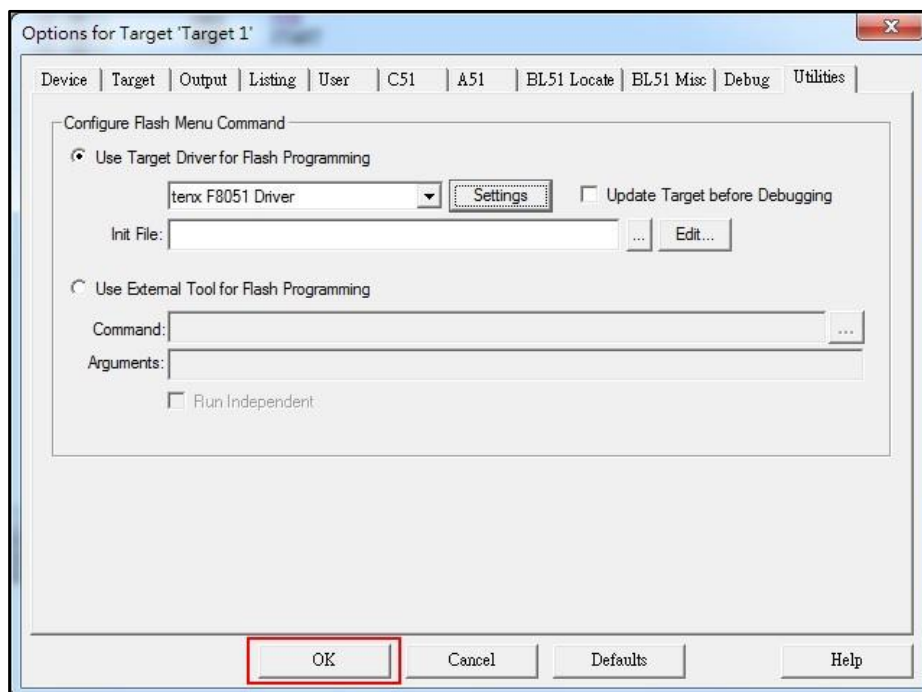 Options for Target 'Target 1'
Device Target Output Listing User C51 A51 BL51 Locate BL51 Misc Debug Utilities
Configure Flash Menu Command
Use Target Driver for Flash Programming
tenx F8051 Driver Settings Update Target before Debugging
Init File: ... Edit...
Use External Tool for Flash Programming
Command: ...
Arguments:
Run Independent
OK Cancel Defaults Help